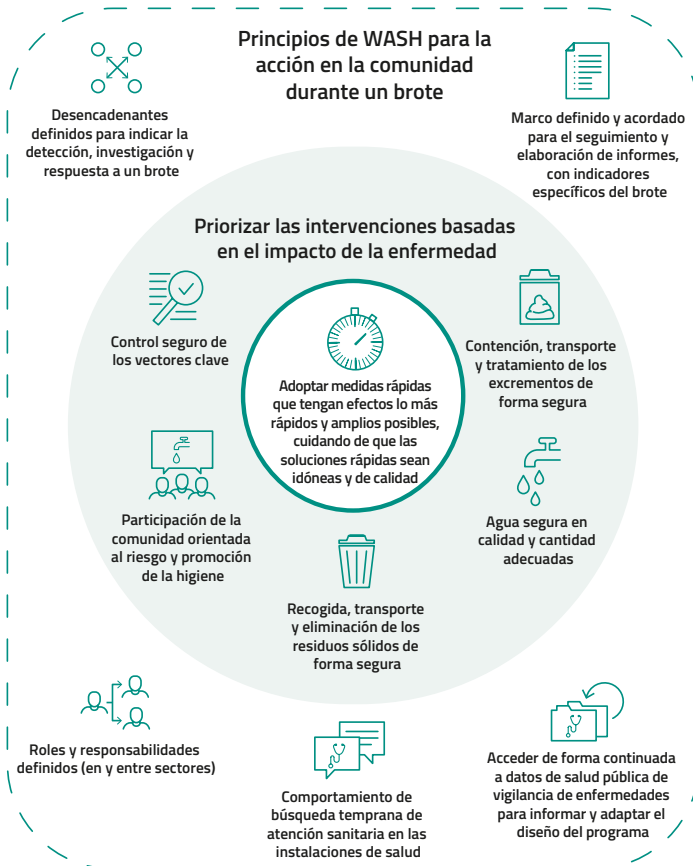 Principios de WASH para la
acción en la comunidad
durante un brote
Desencadenantes
definidos para indicar la
detección, investigación y
respuesta a un brote
Marco definido y acordado
para el seguimiento y
elaboración de informes,
con indicadores
específicos del brote
Priorizar las intervenciones basadas
en el impacto de la enfermedad
Control seguro de
los vectores clave
Adoptar medidas rápidas
que tengan efectos lo más
rápidos y amplios posibles,
cuidando de que las
soluciones rápidas sean
idóneas y de calidad
Contención, transporte
y tratamiento de los
excrementos de
forma segura
Participación de la
comunidad orientada
al riesgo y promoción
de la higiene
Agua segura en
calidad y cantidad
adecuadas
Recogida, transporte
y eliminación de los
residuos sólidos de
forma segura
Roles y responsabilidades
definidos (en y entre sectores)
Comportamiento de
búsqueda temprana de
atención sanitaria en las
instalaciones de salud
Acceder de forma continuada
a datos de salud pública de
vigilancia de enfermedades
para informar y adaptar el
diseño del programa